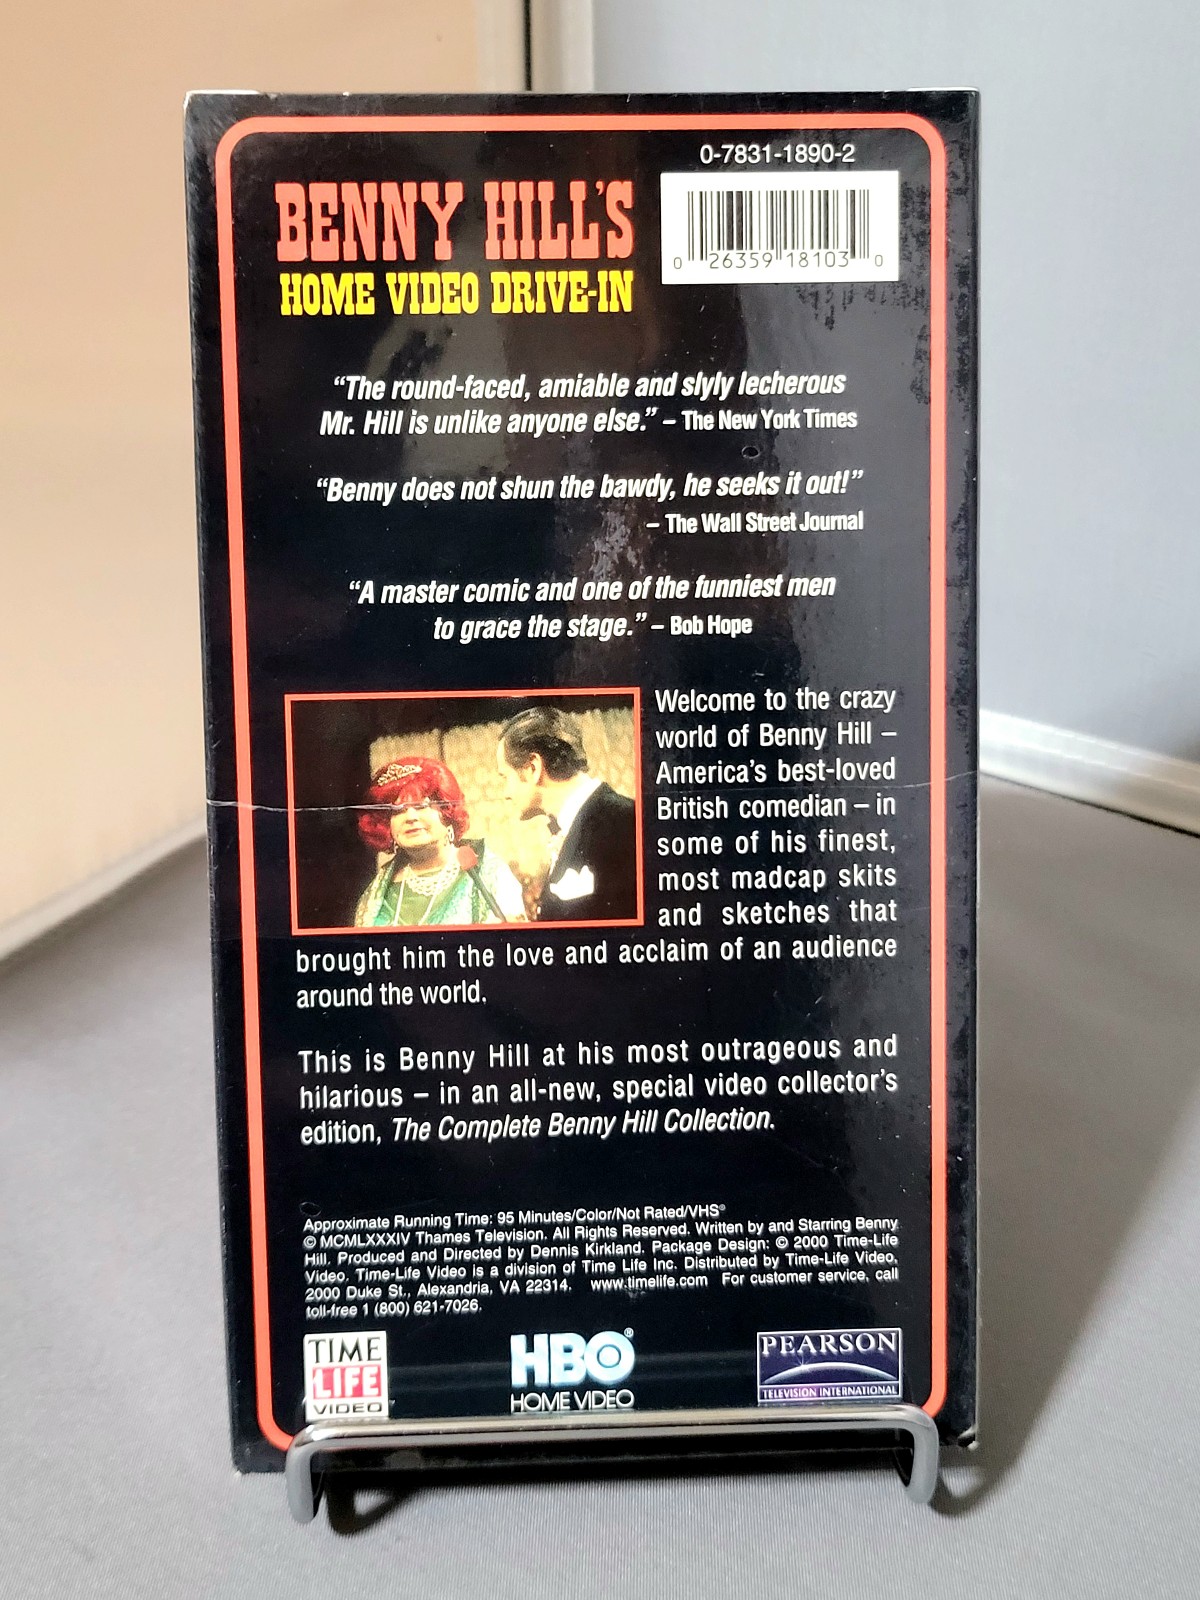 0-7831-1890-2
BENNY HILL'S
HOME VIDEO DRIVE-IN
0 26359 18103 0
“The round-faced, amiable and slyly lecherous
Mr. Hill is unlike anyone else.” – The New York Times
“Benny does not shun the bawdy, he seeks it out!”
– The Wall Street Journal
“A master comic and one of the funniest men
to grace the stage.” – Bob Hope
Welcome to the crazy
world of Benny Hill –
America's best-loved
British comedian – in
some of his finest,
most madcap skits
and sketches that
brought him the love and acclaim of an audience
around the world.
This is Benny Hill at his most outrageous and
hilarious – in an all-new, special video collector's
edition, The Complete Benny Hill Collection.
Approximate Running Time: 95 Minutes/Color/Not Rated/VHS®
© MCMLXXXIV Thames Television. All Rights Reserved. Written by and Starring Benny
Hill. Produced and Directed by Dennis Kirkland. Package Design: © 2000 Time-Life
Video. Time-Life Video is a division of Time Life Inc. Distributed by Time-Life Video,
2000 Duke St., Alexandria, VA 22314. www.timelife.com For customer service, call
toll-free 1 (800) 621-7026.
TIME
LIFE
VIDEO
HBO®
HOME VIDEO
PEARSON
TELEVISION INTERNATIONAL